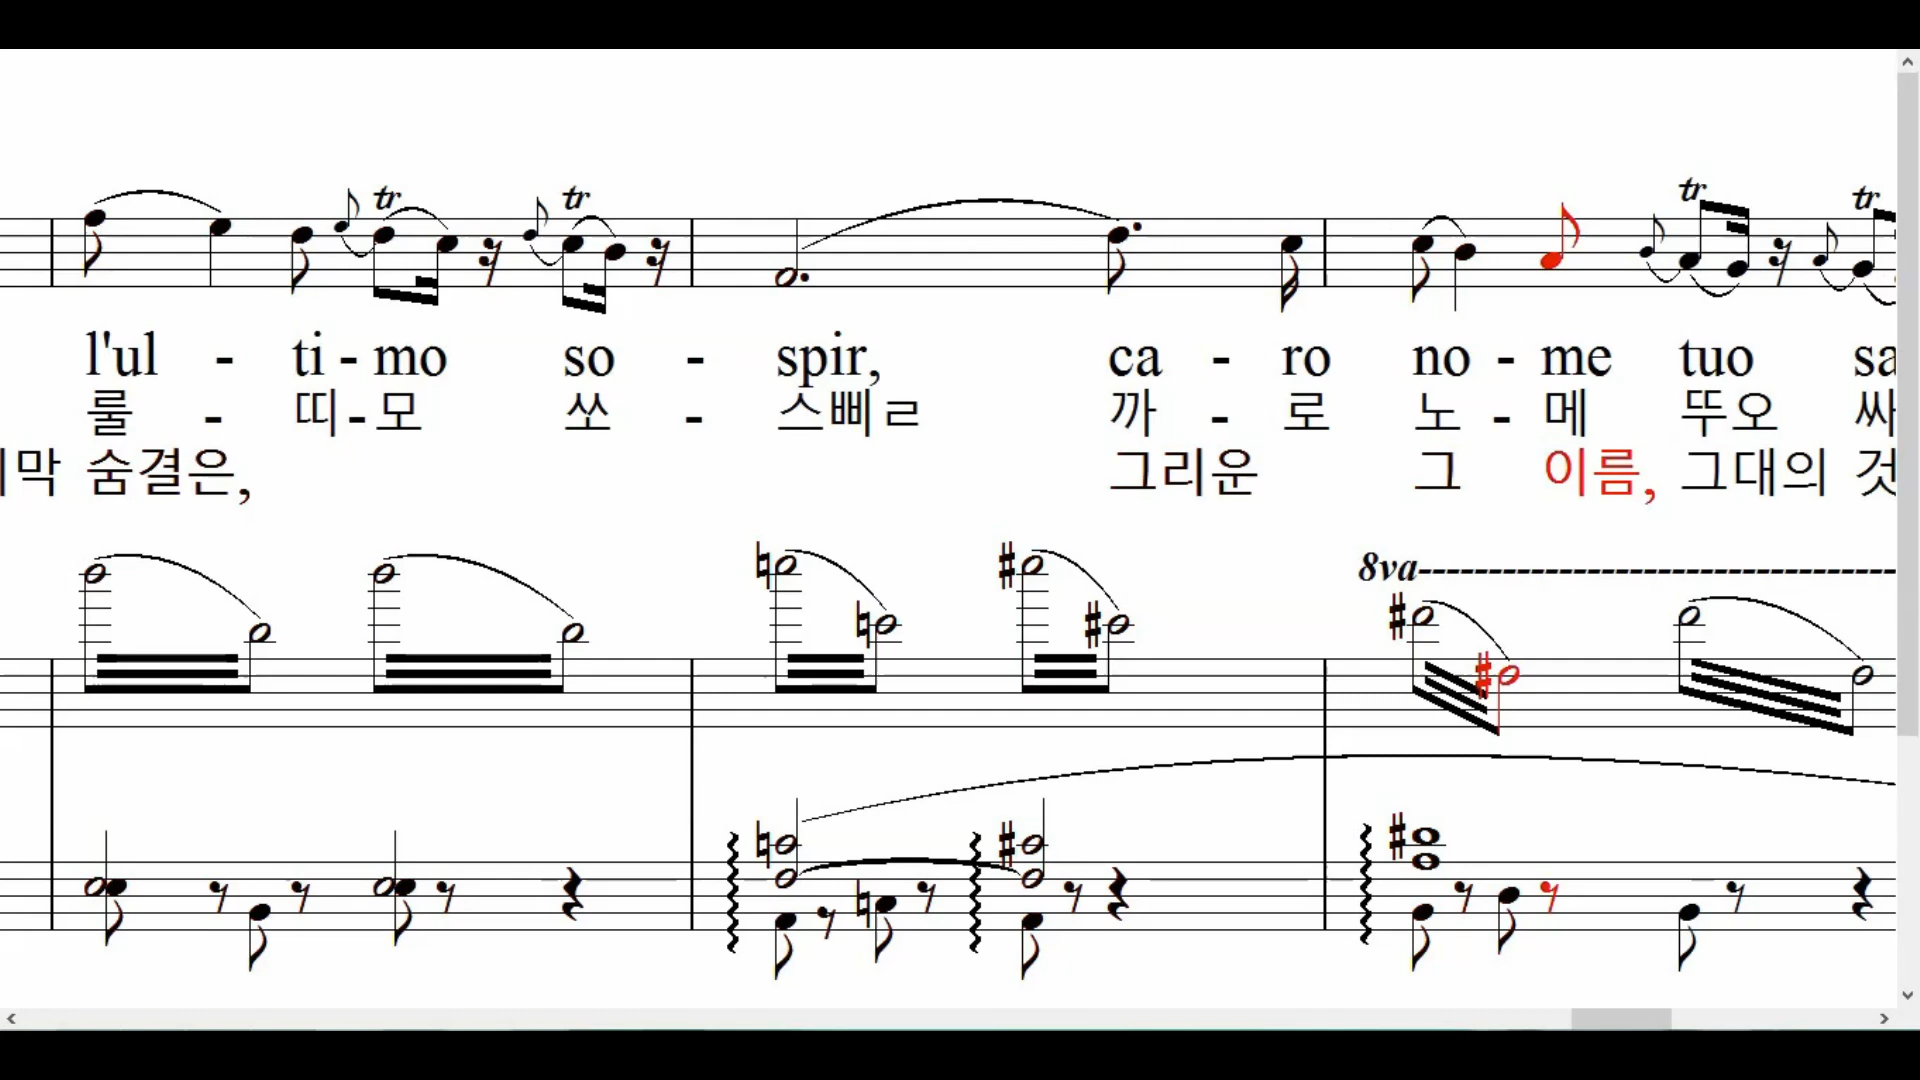 tr tr tr tr
l'ul - ti - mo so - spir, ca - ro no - me tuo sa
룰 - 띠 - 모 쏘 - 스삐ㄹ 까 - 로 노 - 메 뚜오 싸
막 숨결은, 그리운 그 이름, 그대의 것
8va